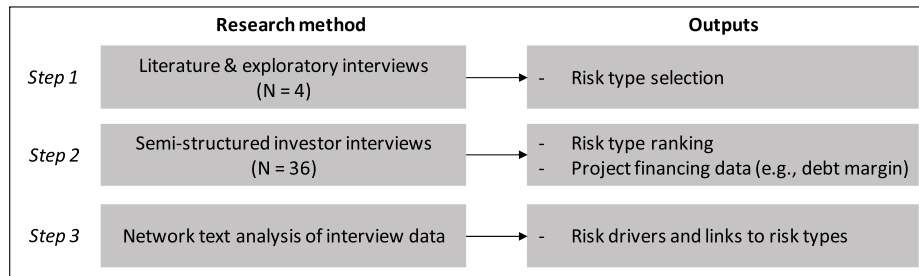 Research method Outputs
Step 1 Literature & exploratory interviews
(N = 4) - Risk type selection
Step 2 Semi-structured investor interviews
(N = 36) - Risk type ranking
- Project financing data (e.g., debt margin)
Step 3 Network text analysis of interview data - Risk drivers and links to risk types